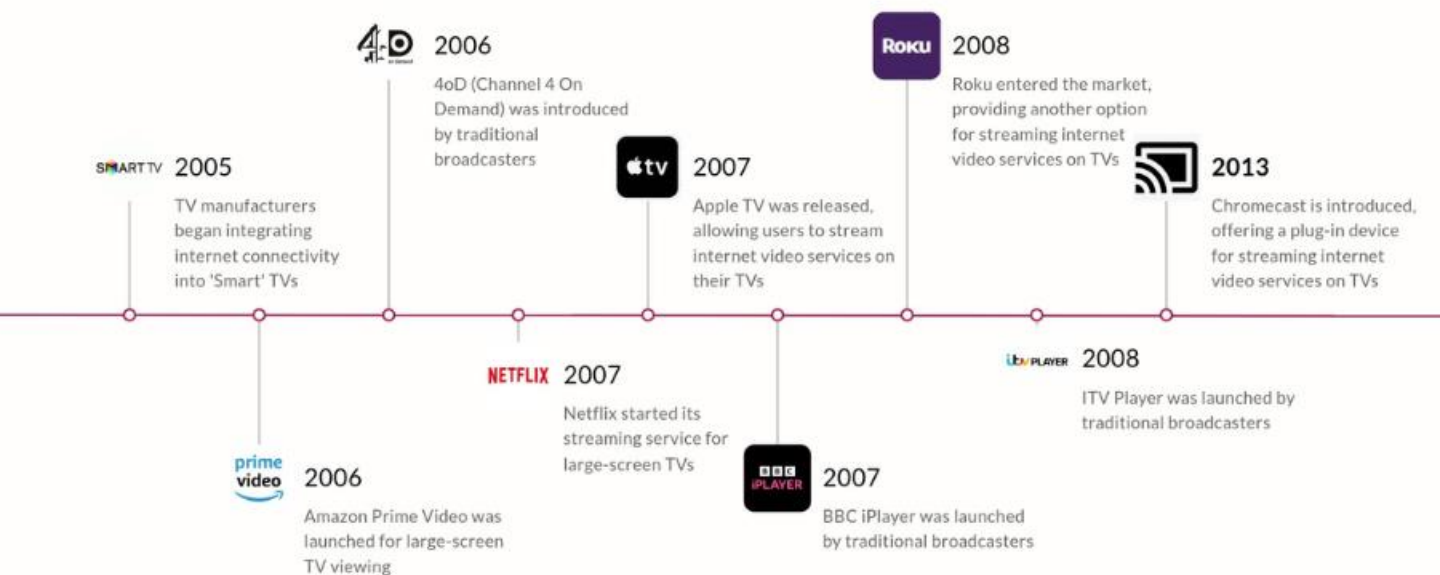 SMART TV
2005
TV manufacturers
began integrating
internet connectivity
into 'Smart' TVs
prime
video
2006
Amazon Prime Video was
launched for large-screen
TV viewing
4oD
2006
4oD (Channel 4 On
Demand) was introduced
by traditional
broadcasters
NETFLIX
2007
Netflix started its
streaming service for
large-screen TVs
tv
2007
Apple TV was released,
allowing users to stream
internet video services on
their TVs
BBC
iPLAYER
2007
BBC iPlayer was launched
by traditional broadcasters
ROKU
2008
Roku entered the market,
providing another option
for streaming internet
video services on TVs
itv PLAYER
2008
ITV Player was launched by
traditional broadcasters
2013
Chromecast is introduced,
offering a plug-in device
for streaming internet
video services on TVs